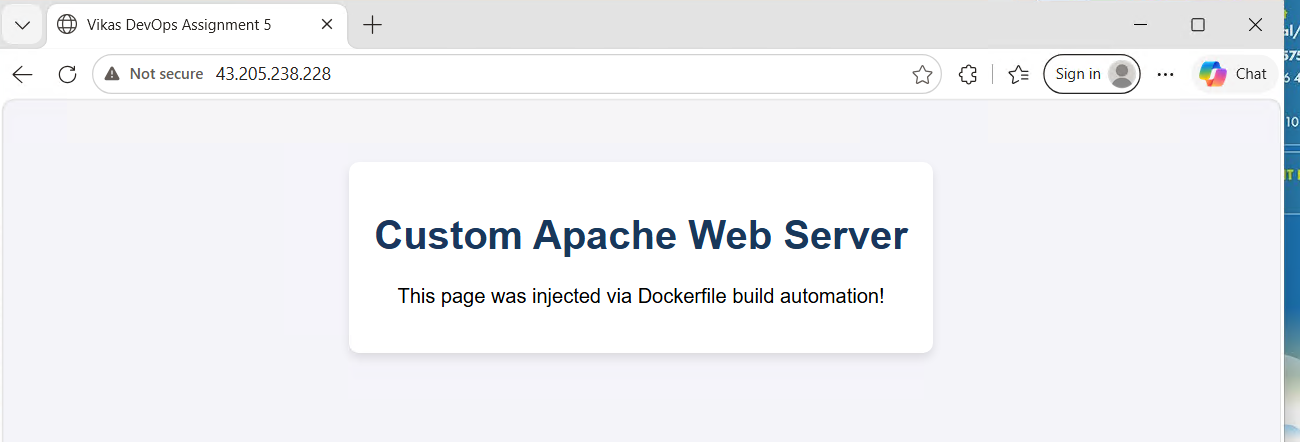 Vikas DevOps Assignment 5
Not secure 43.205.238.228
Sign in
Chat
Custom Apache Web Server
This page was injected via Dockerfile build automation!
10